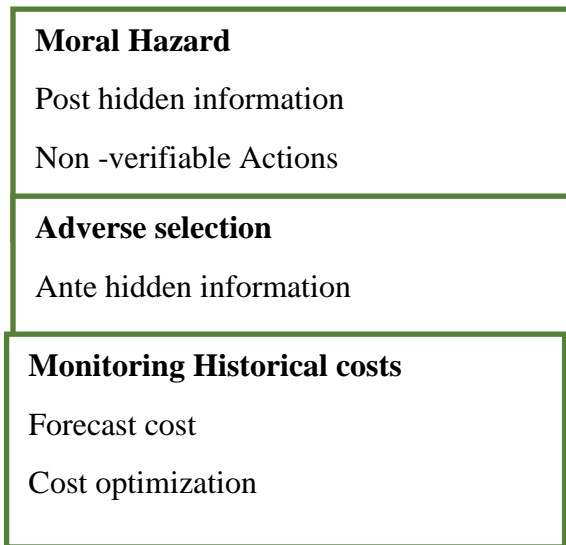 Moral Hazard
Post hidden information
Non -verifiable Actions
Adverse selection
Ante hidden information
Monitoring Historical costs
Forecast cost
Cost optimization